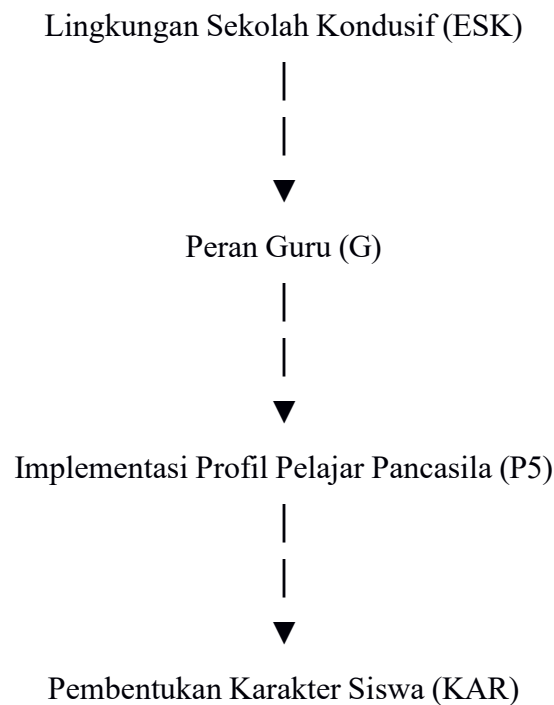 Lingkungan Sekolah Kondusif (ESK)
Peran Guru (G)
Implementasi Profil Pelajar Pancasila (P5)
Pembentukan Karakter Siswa (KAR)